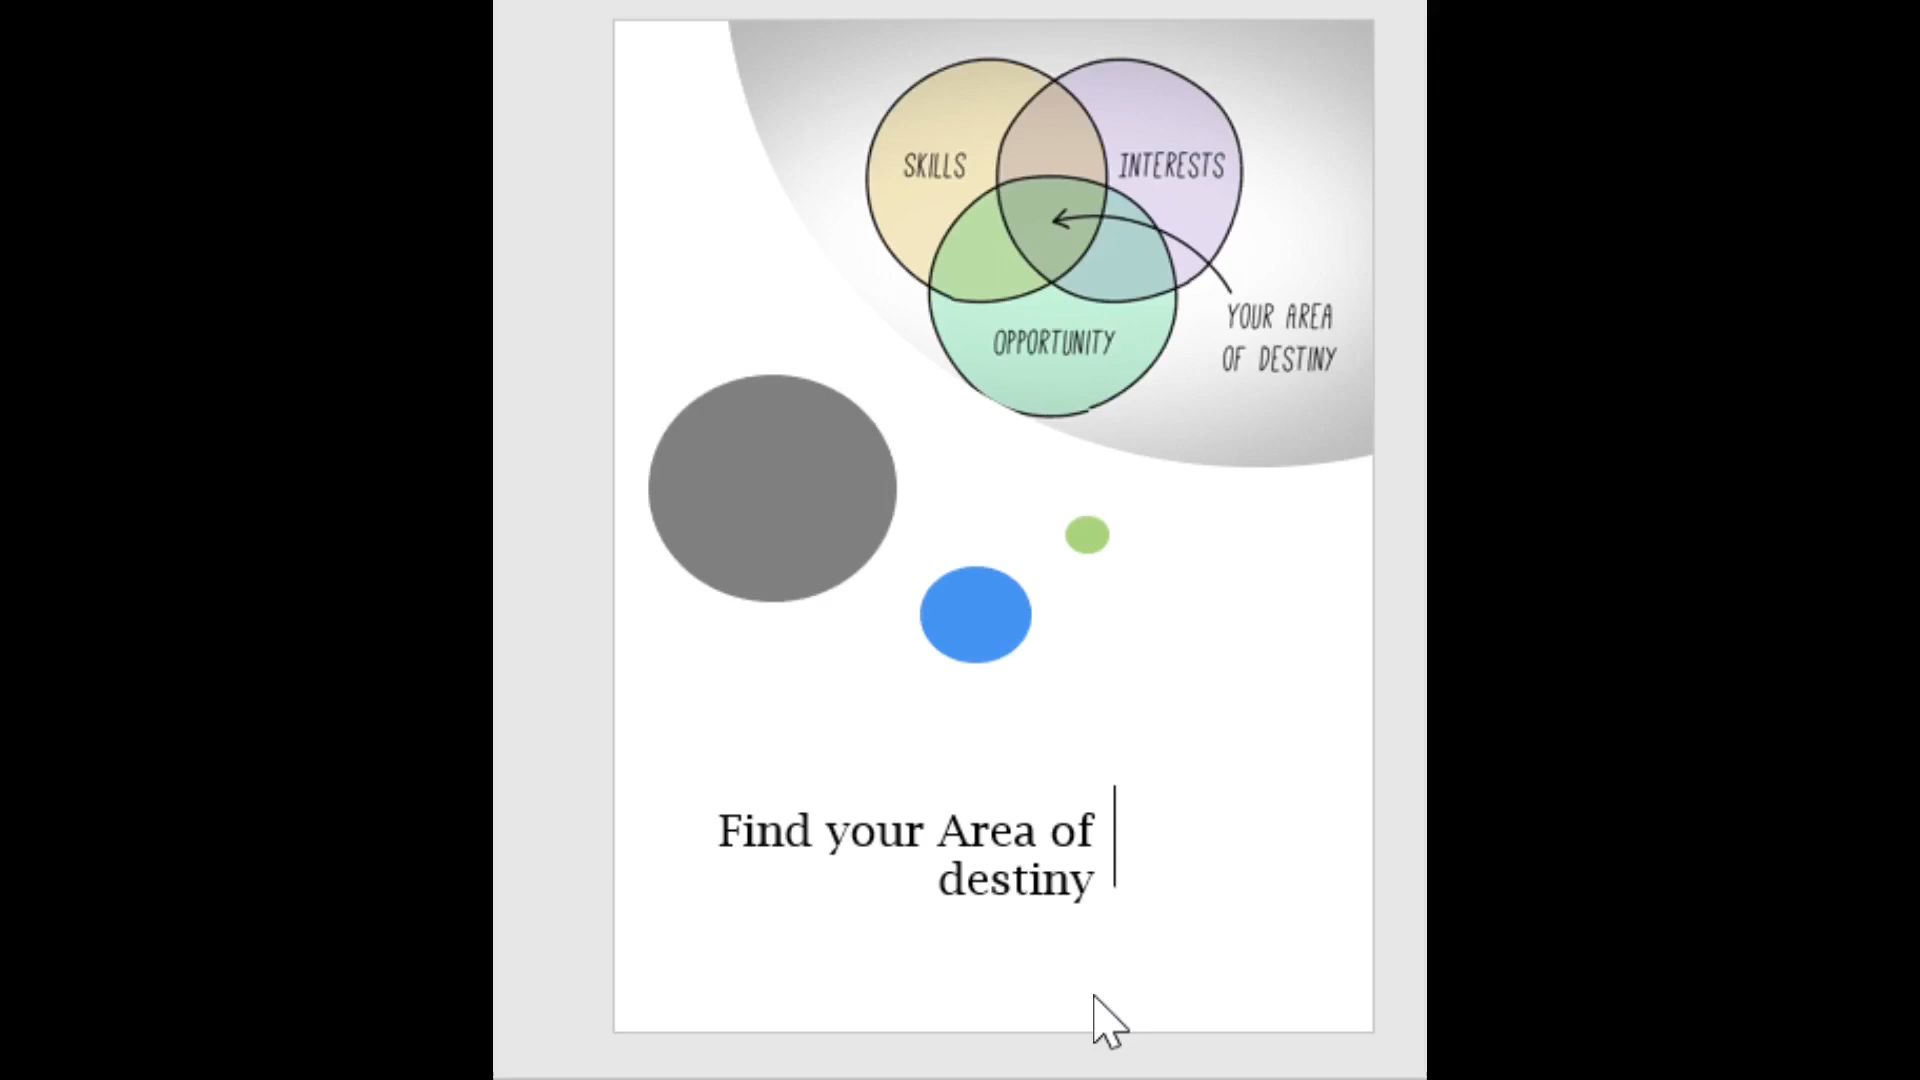 SKILLS
INTERESTS
OPPORTUNITY
YOUR AREA
OF DESTINY
Find your Area of
destiny